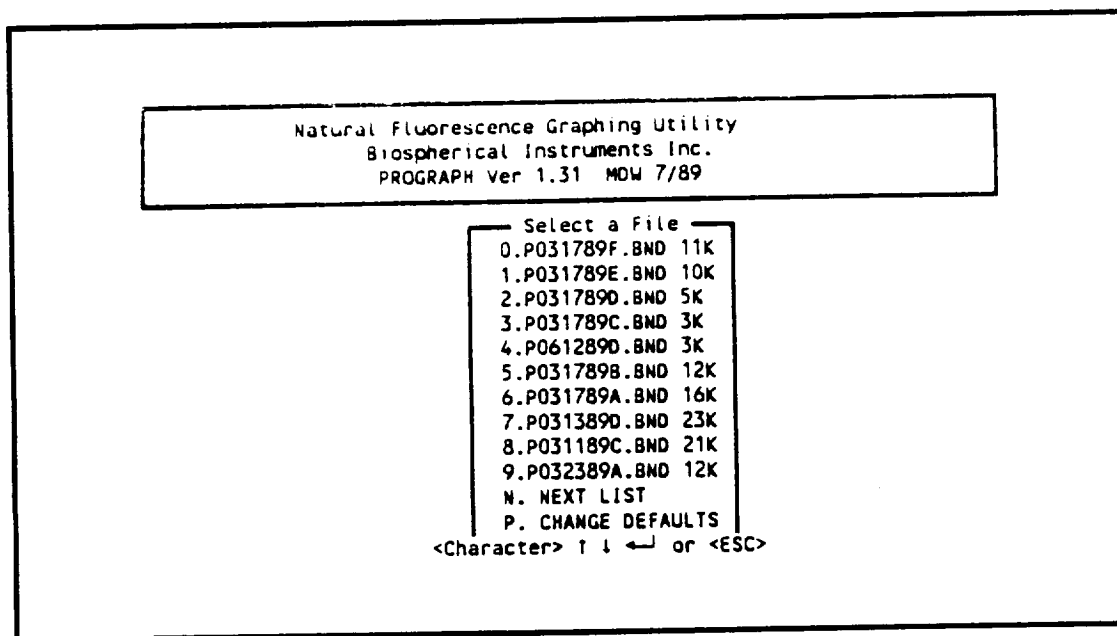 Natural Fluorescence Graphing Utility
Biospherical Instruments Inc.
PROGRAPH Ver 1.31 MDW 7/89
Select a File
0.P031789F.BND 11K
1.P031789E.BND 10K
2.P031789D.BND 5K
3.P031789C.BND 3K
4.P061289D.BND 3K
5.P031789B.BND 12K
6.P031789A.BND 16K
7.P031389D.BND 23K
8.P031189C.BND 21K
9.P032389A.BND 12K
N. NEXT LIST
P. CHANGE DEFAULTS
<Character> ↑ ↓ ←┘ or <ESC>